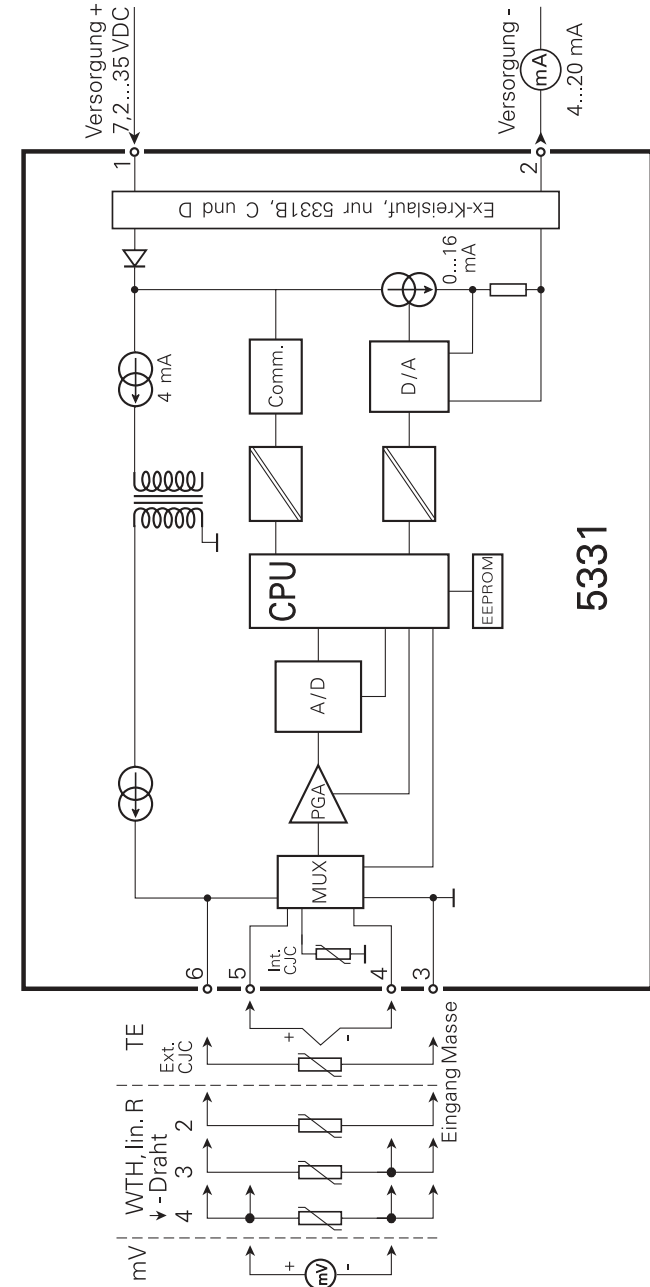 Versorgung +
7,2...35 VDC
Versorgung -
mA
4...20 mA
1
2
Ex-Kreislauf, nur 5331B, C und D
4 mA
0...16
mA
Comm.
D/A
CPU
EEPROM
A/D
PGA
MUX
Int.
CJC
5331
6
5
4
3
TE
Ext.
CJC
+
-
Eingang Masse
WTH, lin. R
-Draht
2
3
4
mV
+
-
mV